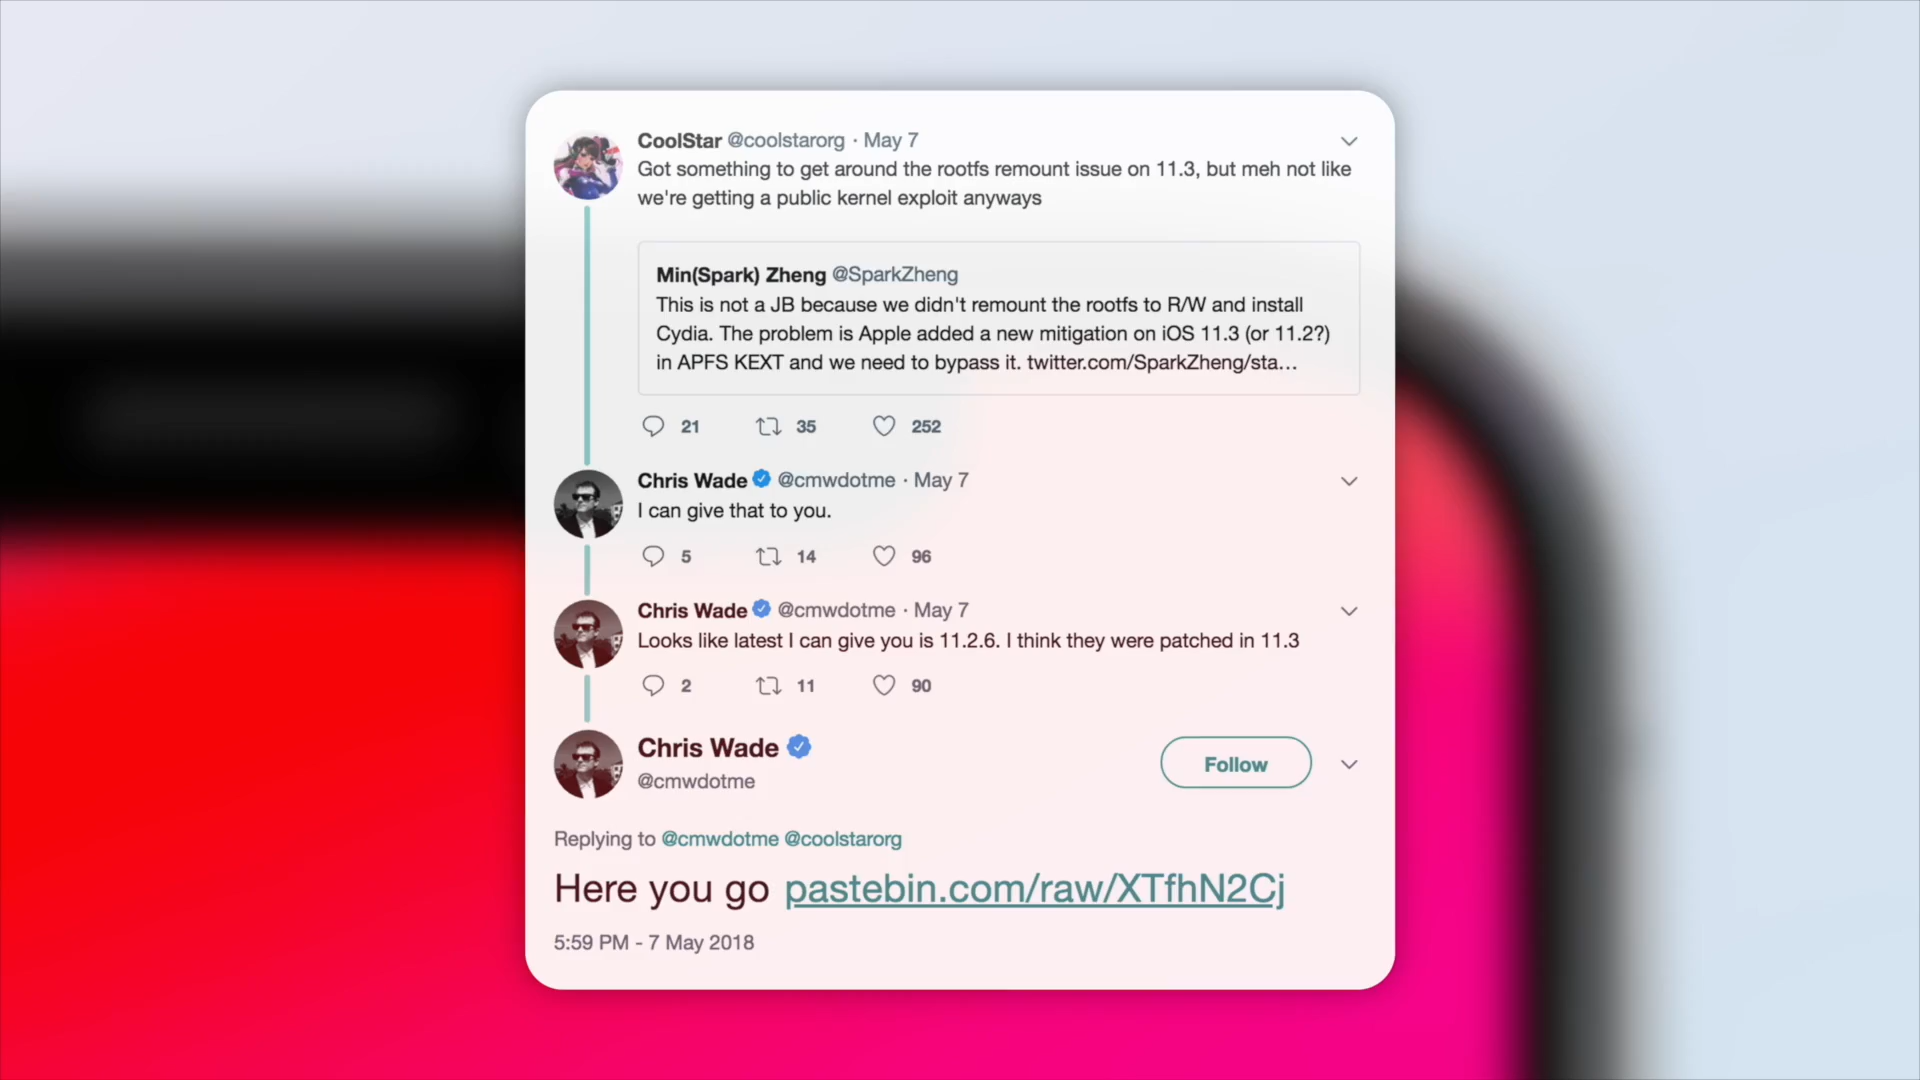 CoolStar @coolstarorg · May 7
Got something to get around the rootfs remount issue on 11.3, but meh not like
we're getting a public kernel exploit anyways
Min(Spark) Zheng @SparkZheng
This is not a JB because we didn't remount the rootfs to R/W and install
Cydia. The problem is Apple added a new mitigation on iOS 11.3 (or 11.2?)
in APFS KEXT and we need to bypass it. twitter.com/SparkZheng/sta…
21 35 252
Chris Wade @cmwdotme · May 7
I can give that to you.
5 14 96
Chris Wade @cmwdotme · May 7
Looks like latest I can give you is 11.2.6. I think they were patched in 11.3
2 11 90
Chris Wade
@cmwdotme
Follow
Replying to @cmwdotme @coolstarorg
Here you go pastebin.com/raw/XTfhN2Cj
5:59 PM - 7 May 2018